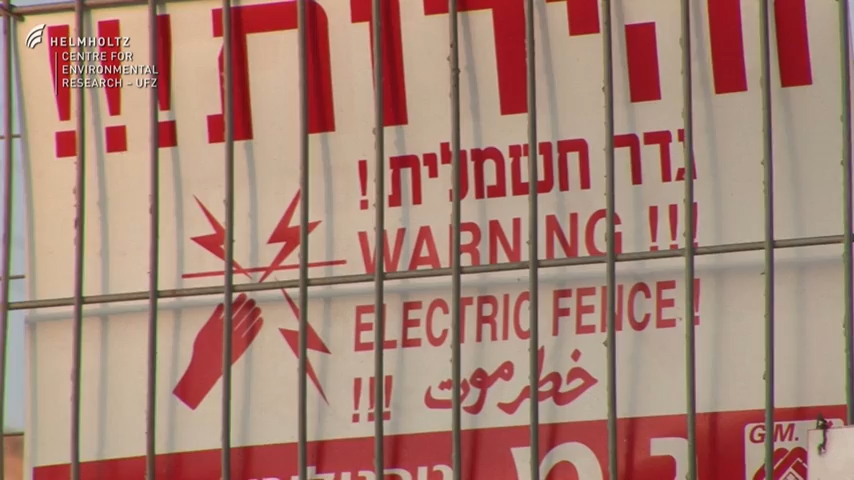 HELMHOLTZ
CENTRE FOR
ENVIRONMENTAL
RESEARCH – UFZ
זהירות!!!
גדר חשמלית!
WARNING !!!
ELECTRIC FENCE !
خطر موت !!!
G.M.